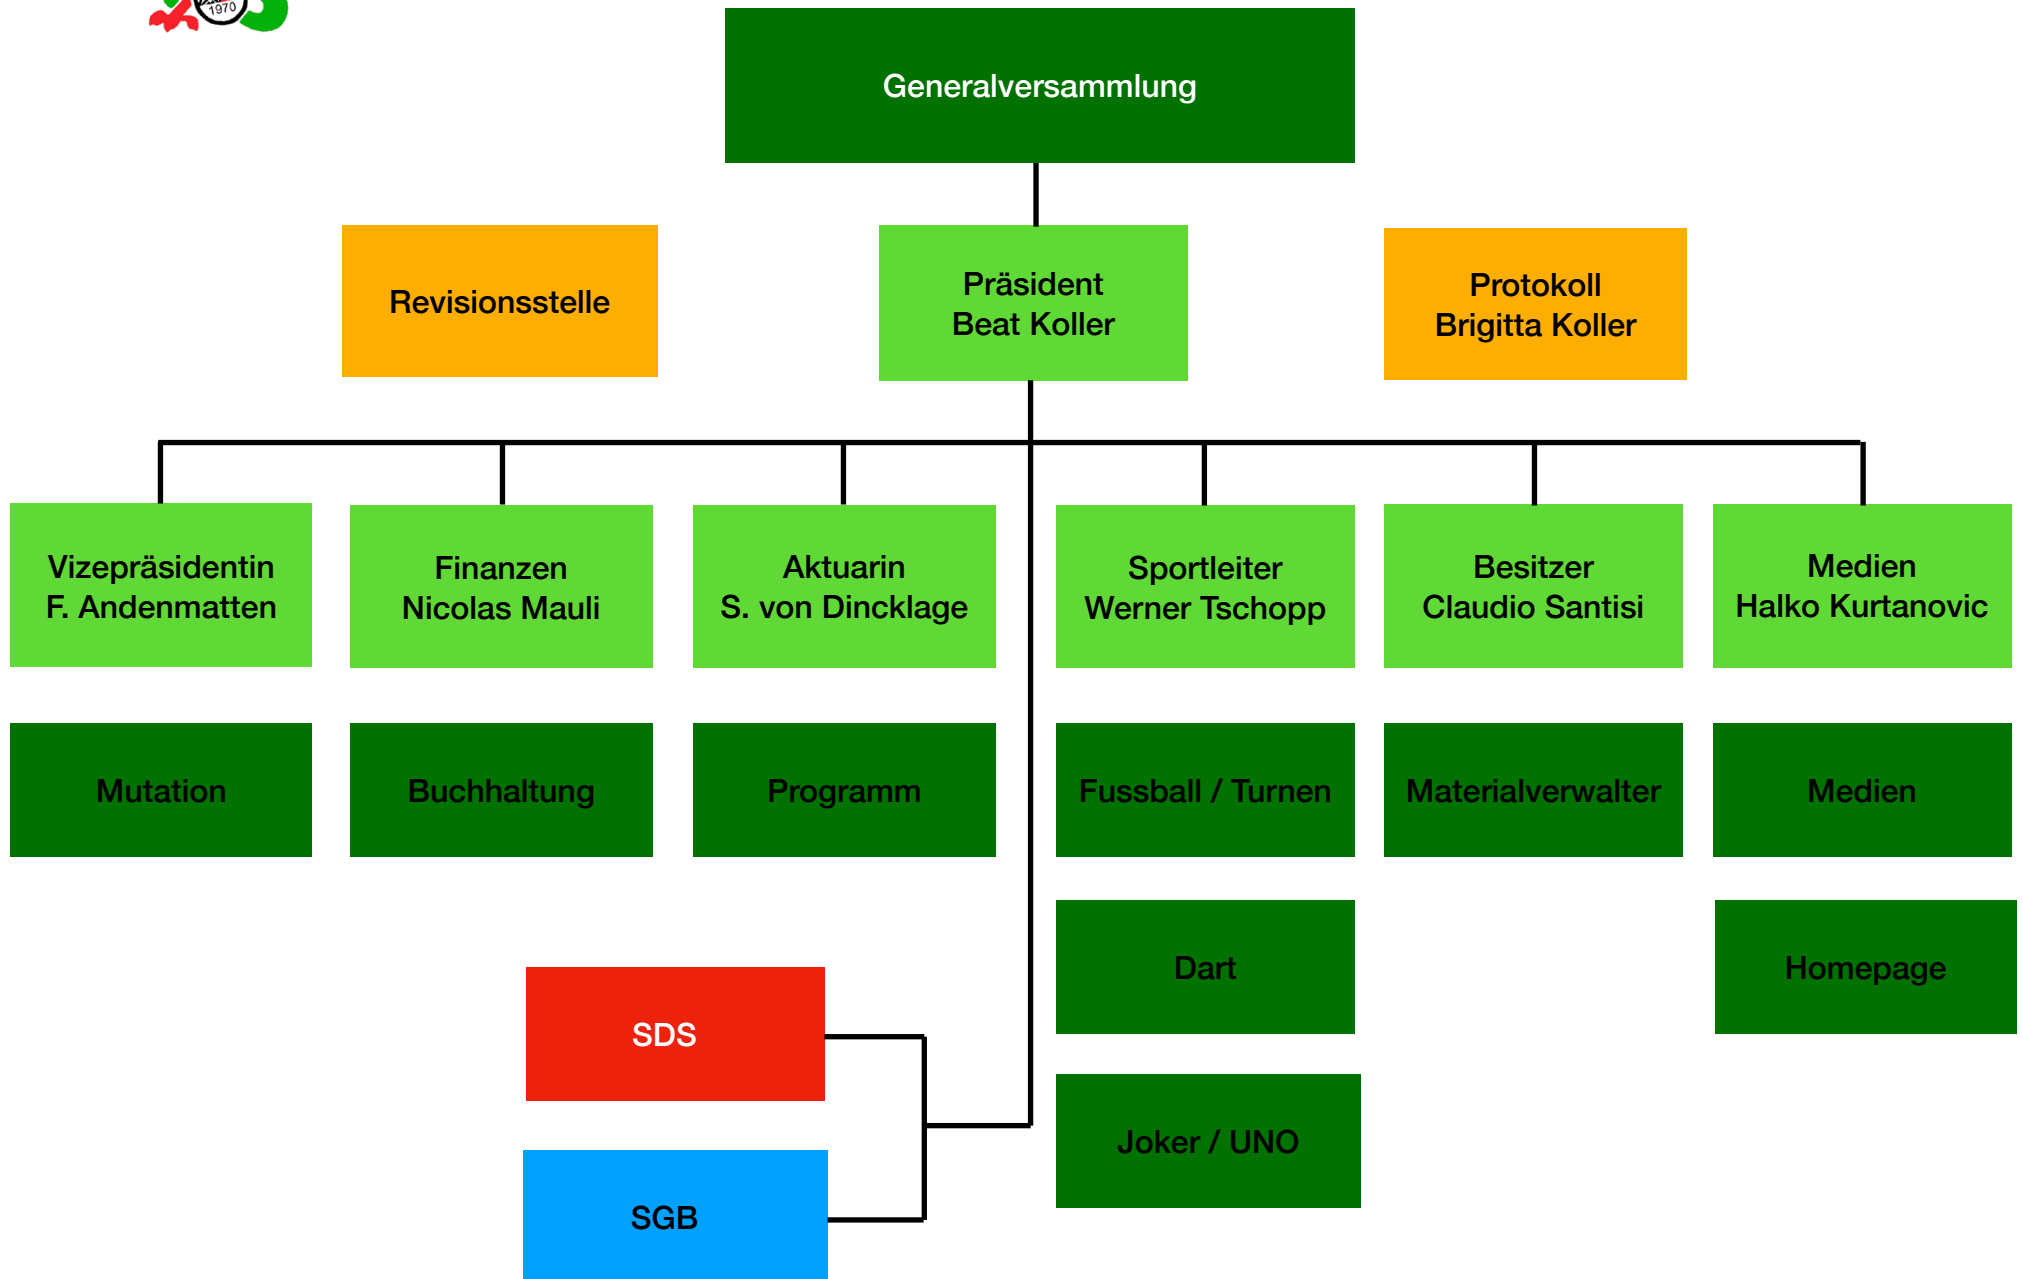 1970
Generalversammlung
Revisionsstelle
Präsident
Beat Koller
Protokoll
Brigitta Koller
Vizepräsidentin
F. Andenmatten
Finanzen
Nicolas Mauli
Aktuarin
S. von Dincklage
Sportleiter
Werner Tschopp
Besitzer
Claudio Santisi
Medien
Halko Kurtanovic
Mutation
Buchhaltung
Programm
Fussball / Turnen
Materialverwalter
Medien
Dart
Homepage
SDS
Joker / UNO
SGB